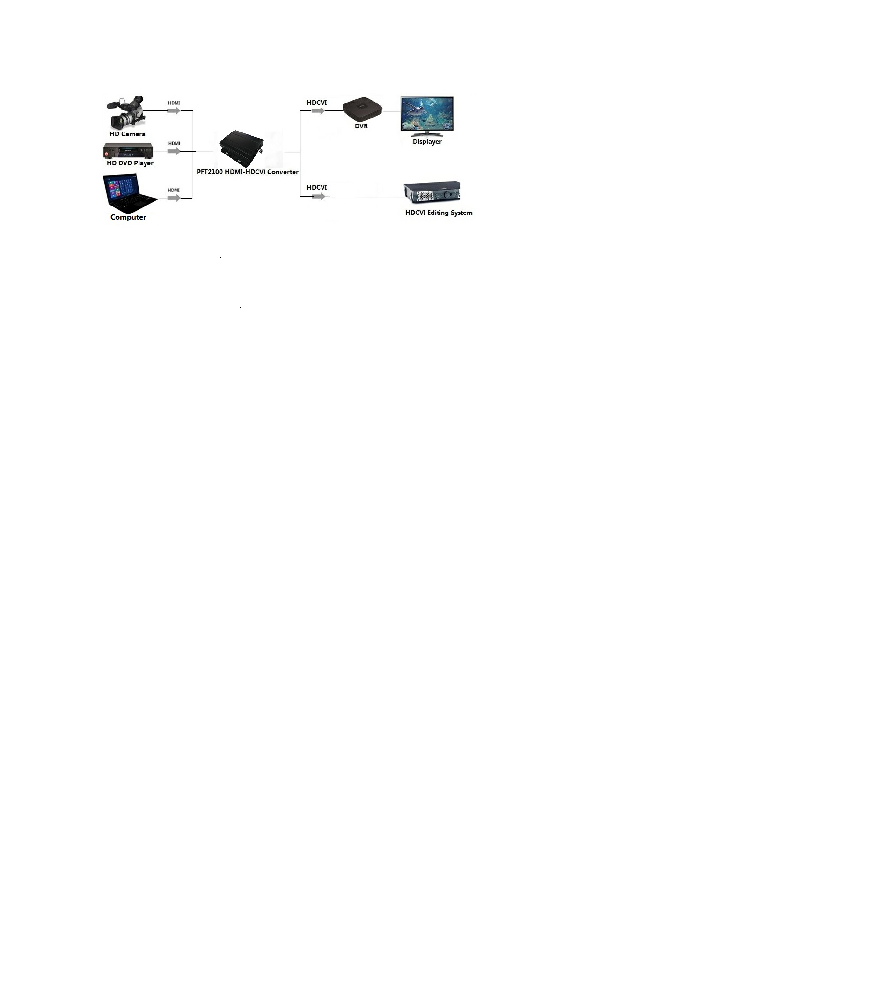 HDMI
HD Camera
HDMI
PLAY
HD DVD Player
HDMI
Computer
PFT2100 HDMI-HDCVI Converter
HDCVI
DVR
Displayer
HDCVI
HDCVI Editing System